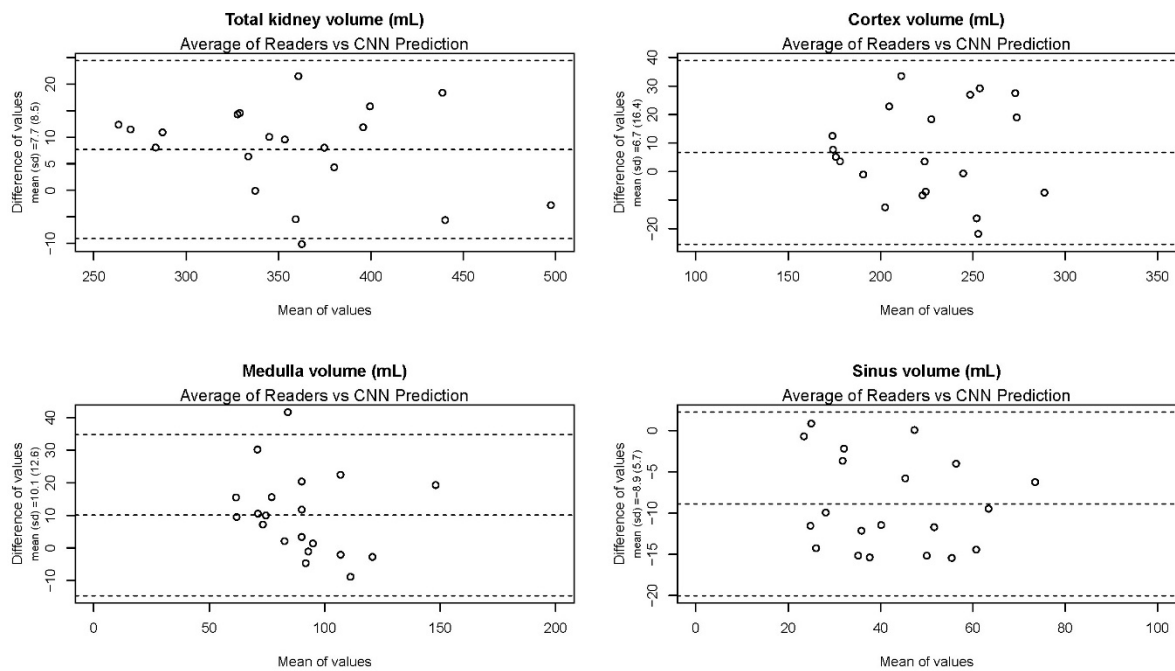 Total kidney volume (mL)
Average of Readers vs CNN Prediction
Difference of values
mean (sd) =7.7 (8.5)
20
10
5
0
−10
250 300 350 400 450 500
Mean of values
Cortex volume (mL)
Average of Readers vs CNN Prediction
Difference of values
mean (sd) =6.7 (16.4)
40
30
20
10
0
−20
100 150 200 250 300 350
Mean of values
Medulla volume (mL)
Average of Readers vs CNN Prediction
Difference of values
mean (sd) =10.1 (12.6)
40
30
20
10
0
−10
0 50 100 150 200
Mean of values
Sinus volume (mL)
Average of Readers vs CNN Prediction
Difference of values
mean (sd) =−8.9 (5.7)
0
−5
−10
−15
−20
0 20 40 60 80 100
Mean of values